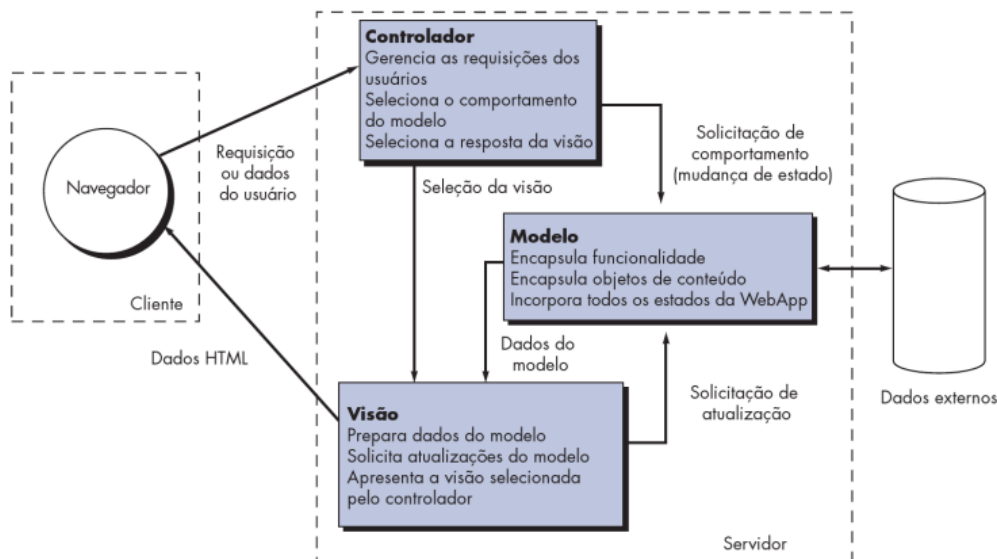 Controlador
Gerencia as requisições dos
usuários
Seleciona o comportamento
do modelo
Seleciona a resposta da visão
Navegador
Requisição
ou dados
do usuário
Solicitação de
comportamento
(mudança de estado)
Seleção da visão
Modelo
Encapsula funcionalidade
Encapsula objetos de conteúdo
Incorpora todos os estados da WebApp
Cliente
Dados HTML
Dados do
modelo
Solicitação de
atualização
Dados externos
Visão
Prepara dados do modelo
Solicita atualizações do modelo
Apresenta a visão selecionada
pelo controlador
Servidor